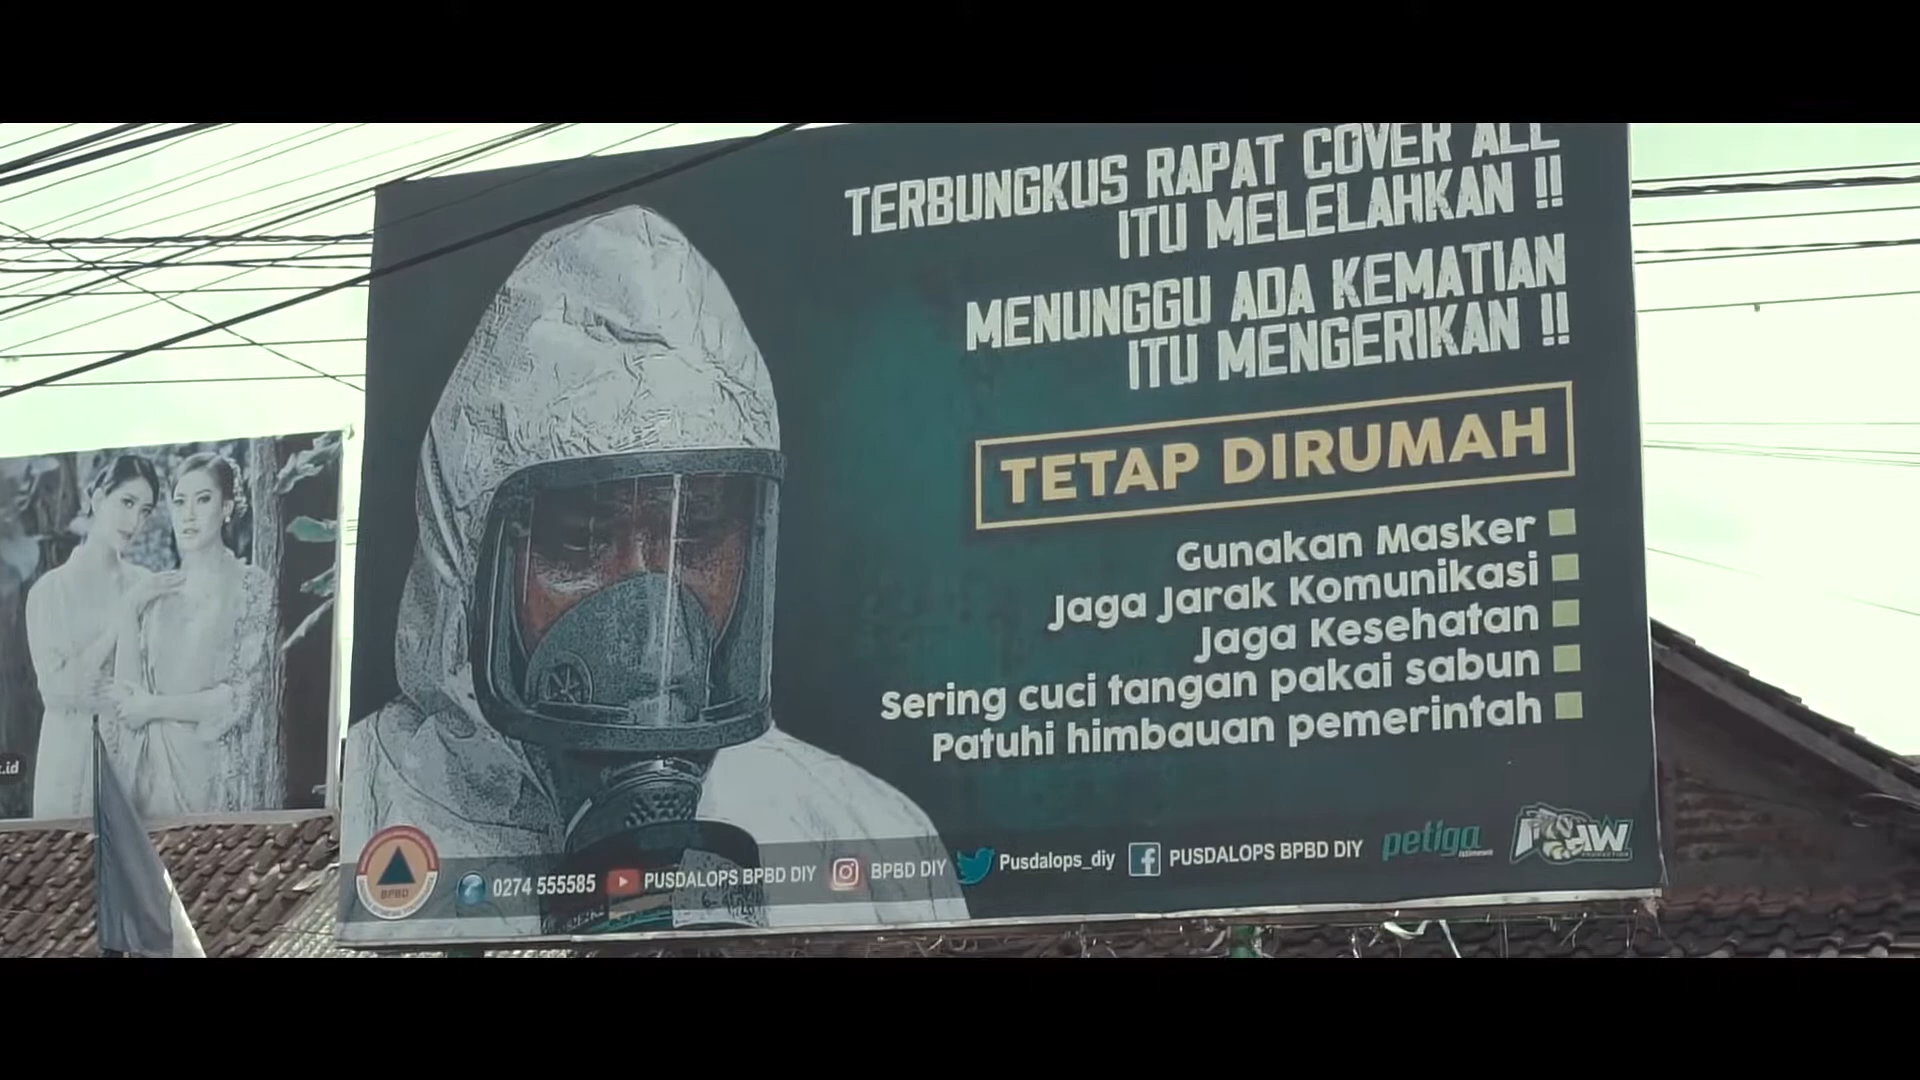 TERBUNGKUS RAPAT COVER ALL
ITU MELELAHKAN !!
MENUNGGU ADA KEMATIAN
ITU MENGERIKAN !!
TETAP DIRUMAH
Gunakan Masker
Jaga Jarak Komunikasi
Jaga Kesehatan
Sering cuci tangan pakai sabun
Patuhi himbauan pemerintah
.id
BPBD
0274 555585 PUSDALOPS BPBD DIY BPBD DIY Pusdalops_diy PUSDALOPS BPBD DIY petiga